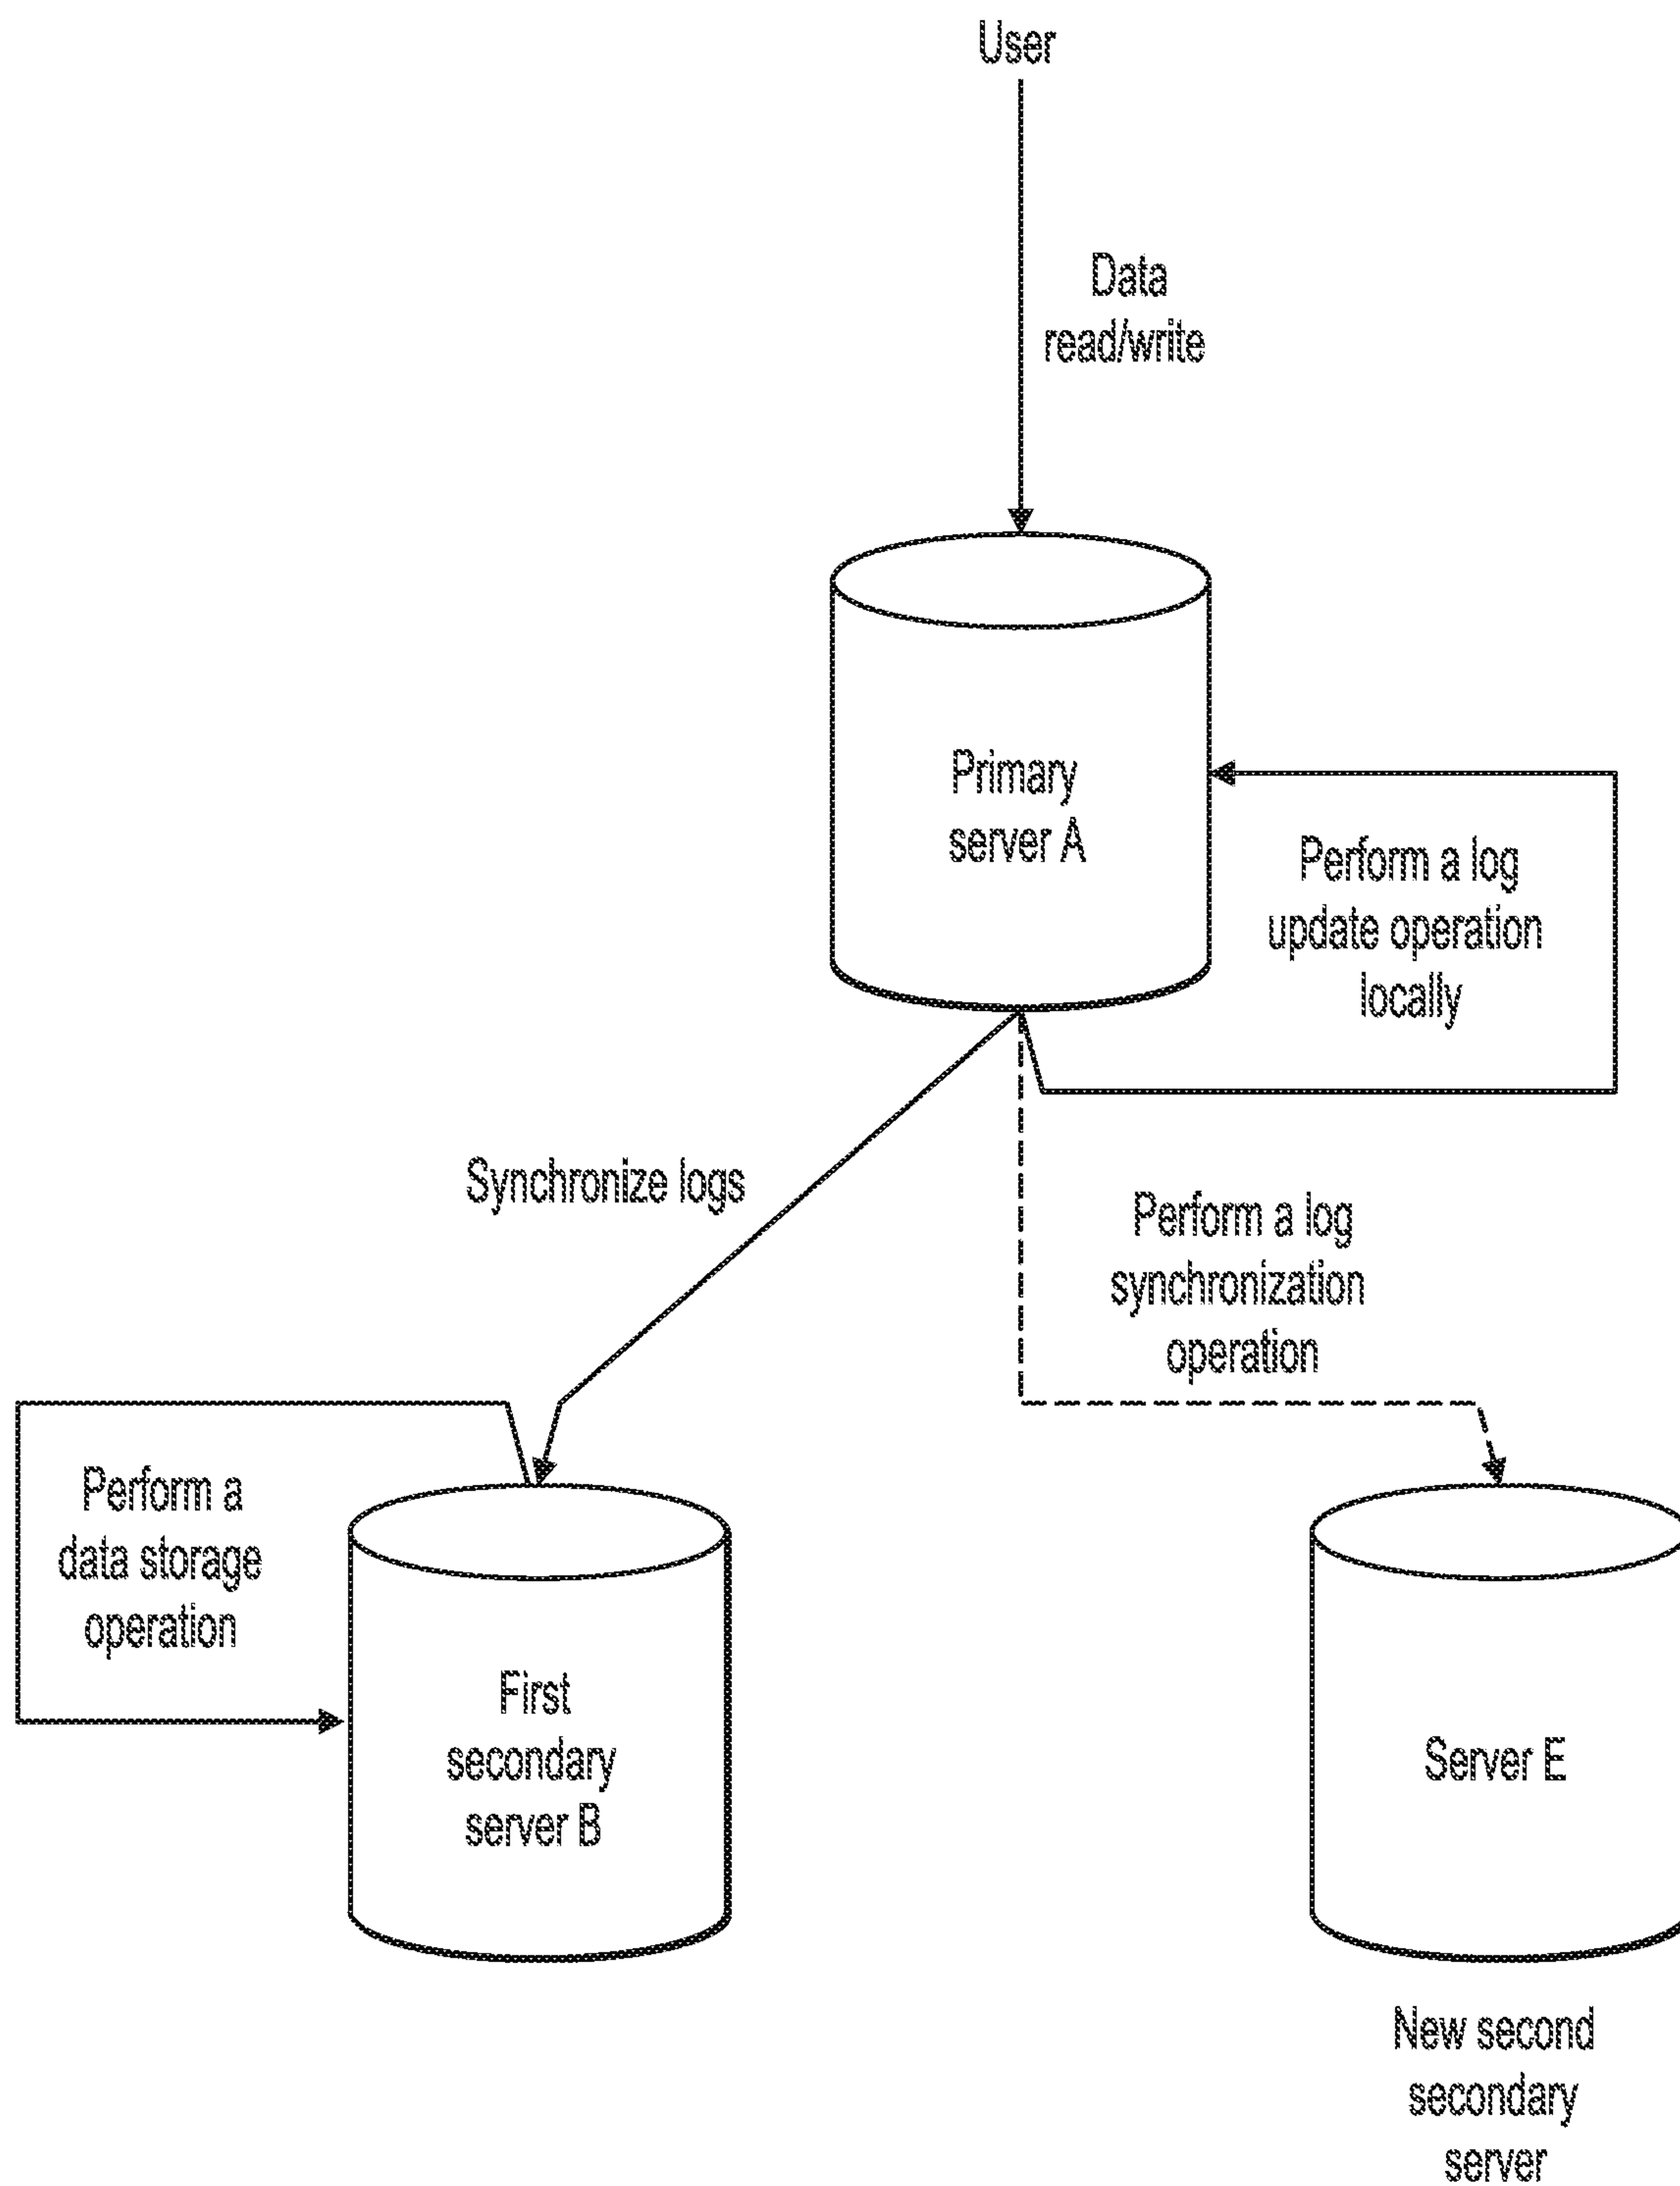 User
Data
read/write
Primary
server A
Perform a log
update operation
locally
Synchronize logs
Perform a log
synchronization
operation
Perform a
data storage
operation
First
secondary
server B
Server E
New second
secondary
server